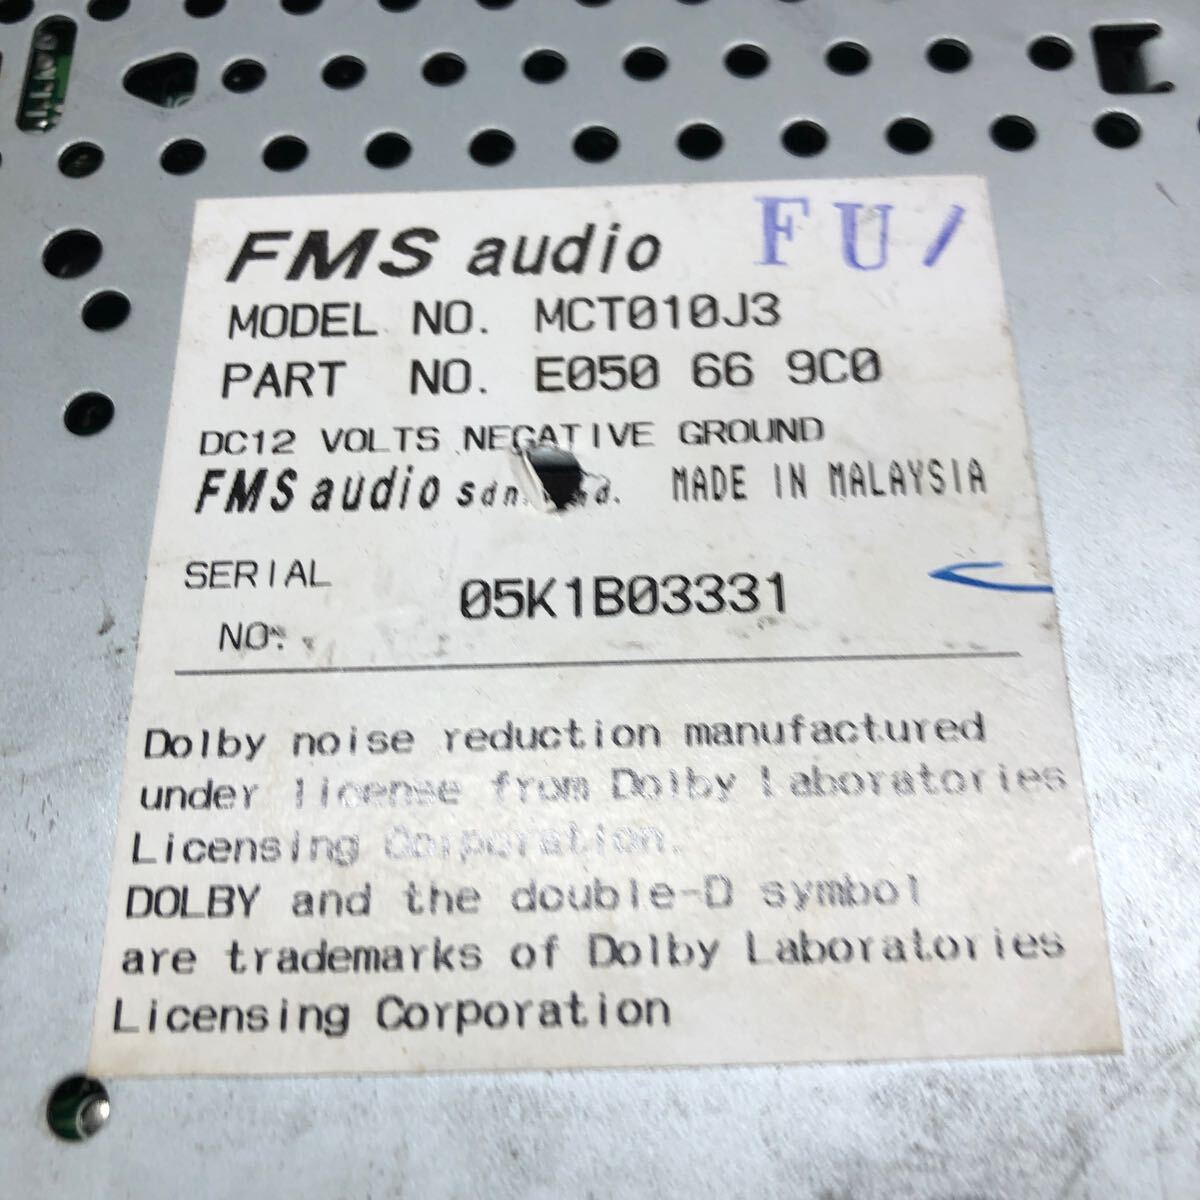 FMS audio FU/
MODEL NO. MCT010J3
PART NO. E050 66 9C0
DC12 VOLTS NEGATIVE GROUND
FMS audio sdn. MADE IN MALAYSIA
SERIAL
NO. 05K1B03331
Dolby noise reduction manufactured
under license from Dolby Laboratories
Licensing Corporation.
DOLBY and the double-D symbol
are trademarks of Dolby Laboratories
Licensing Corporation